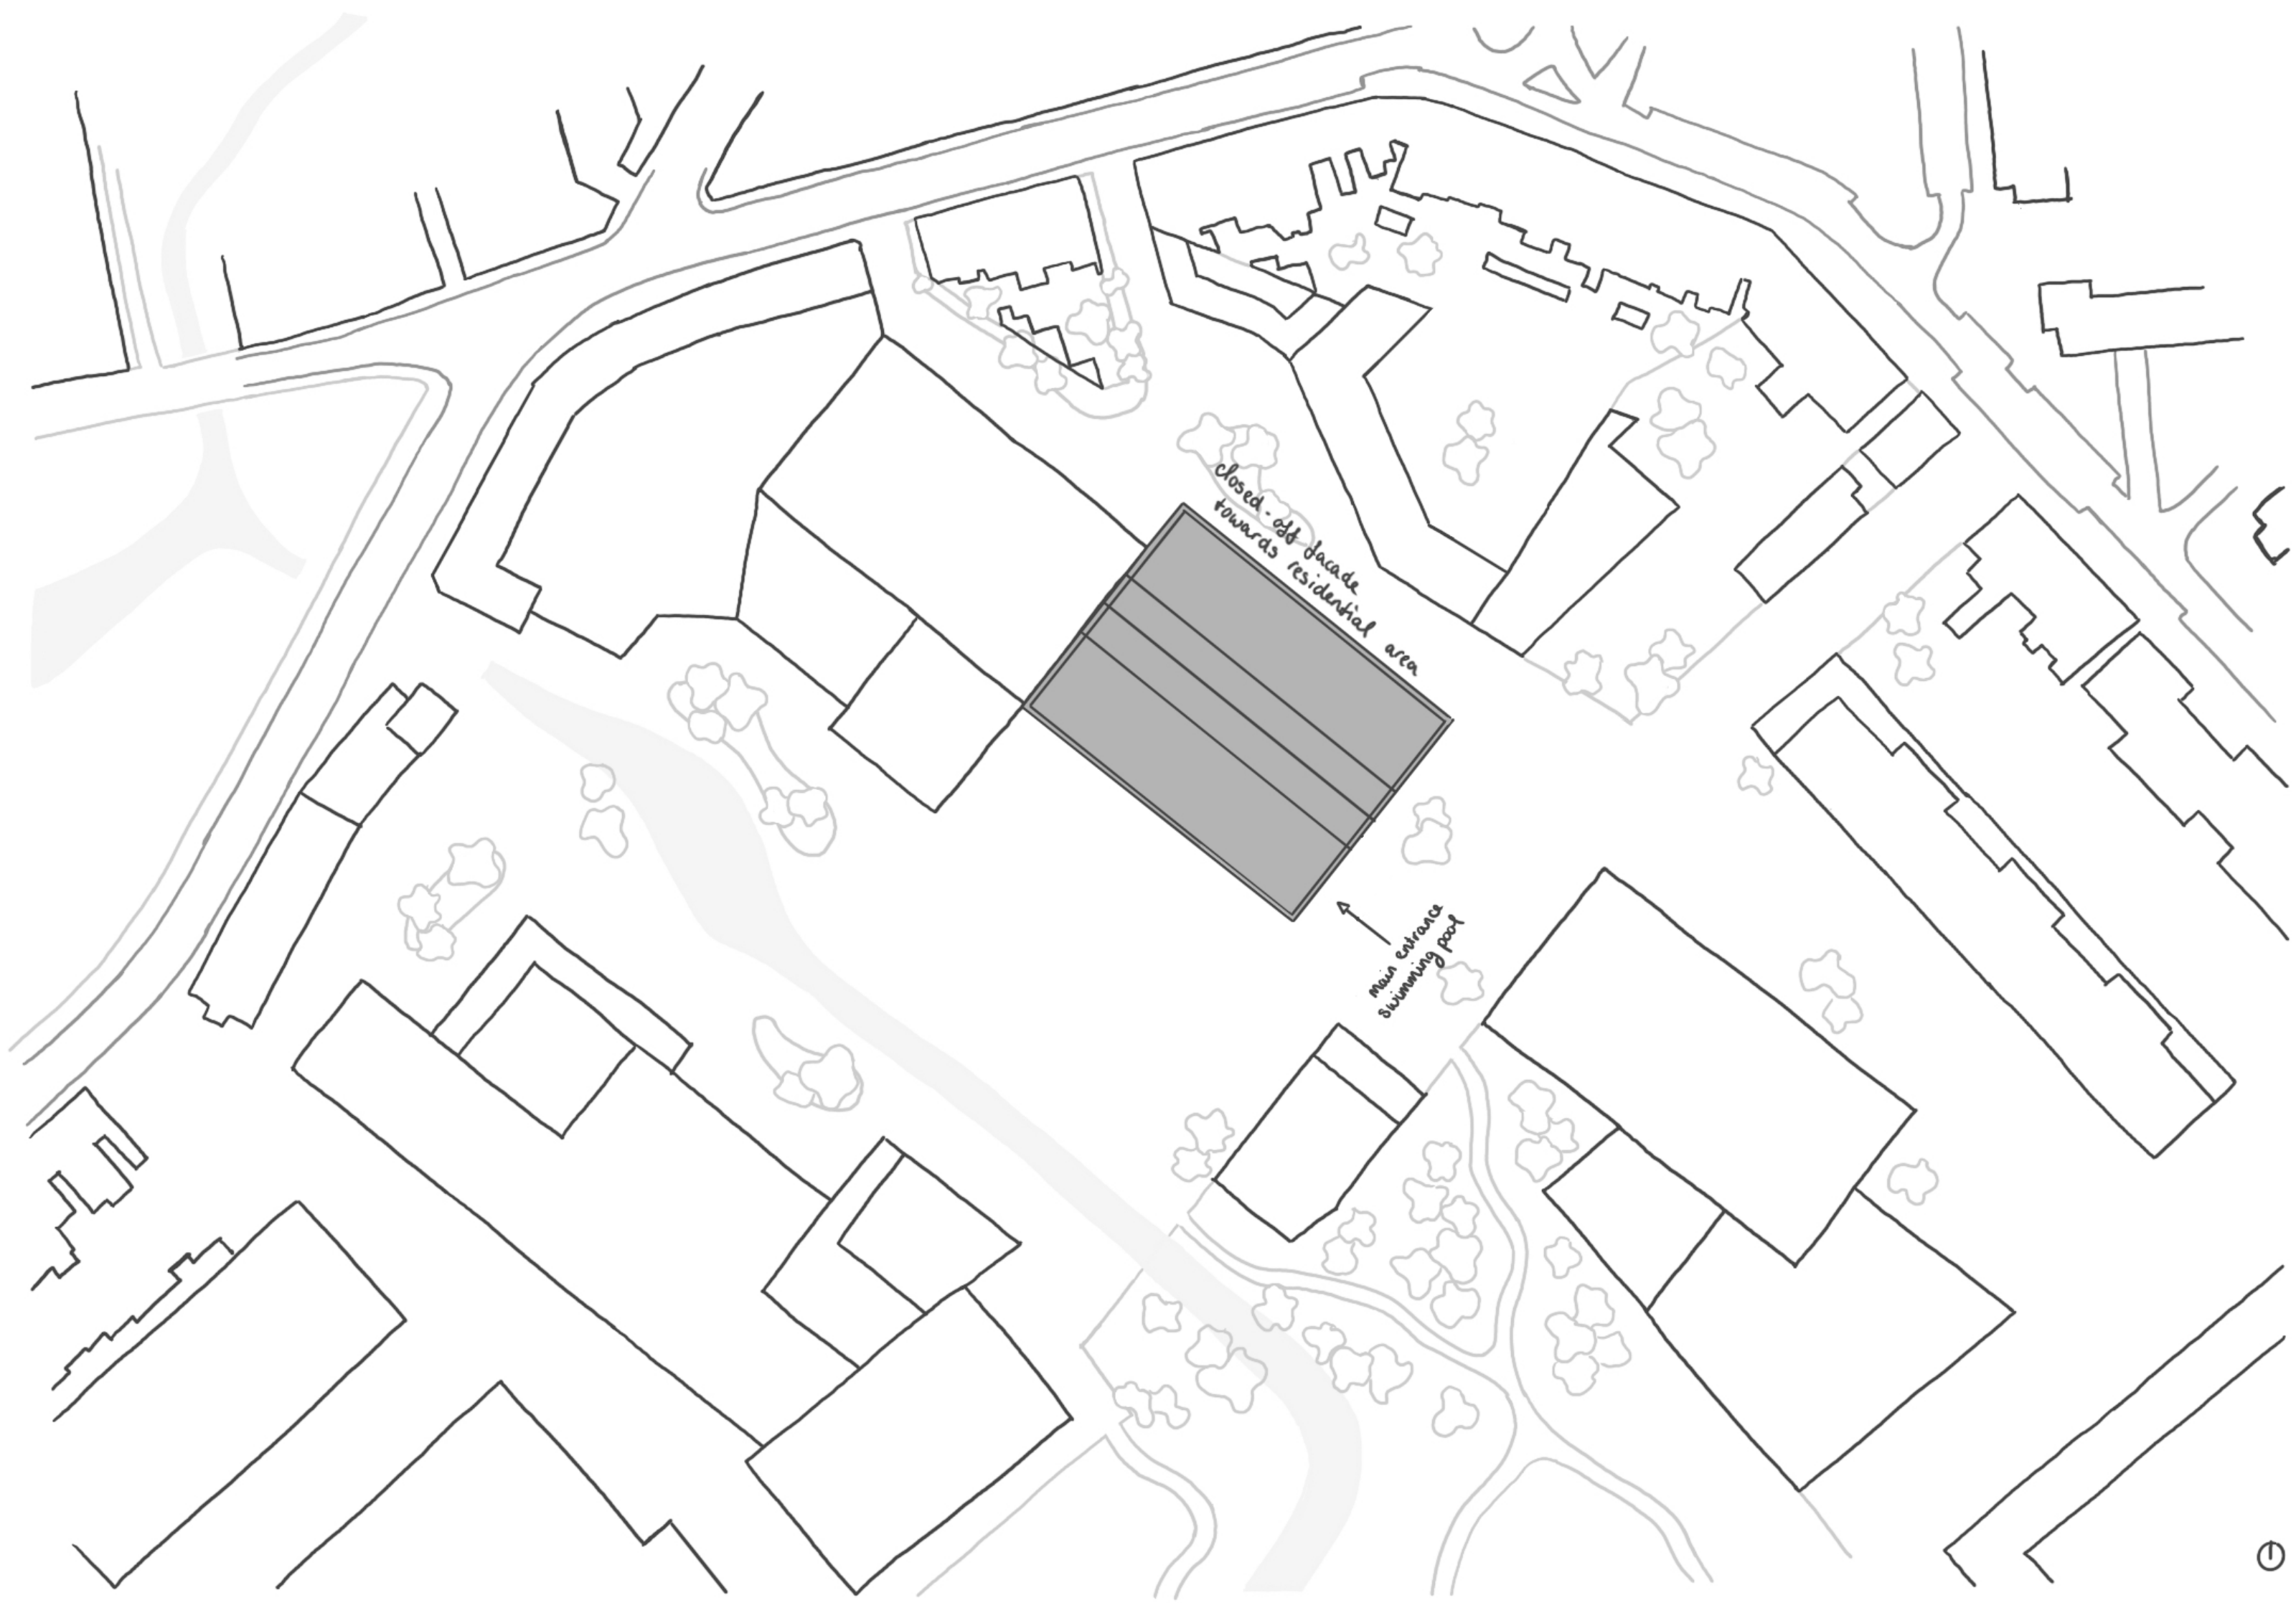 closed-off facade
towards residential area
main entrance
swimming pool